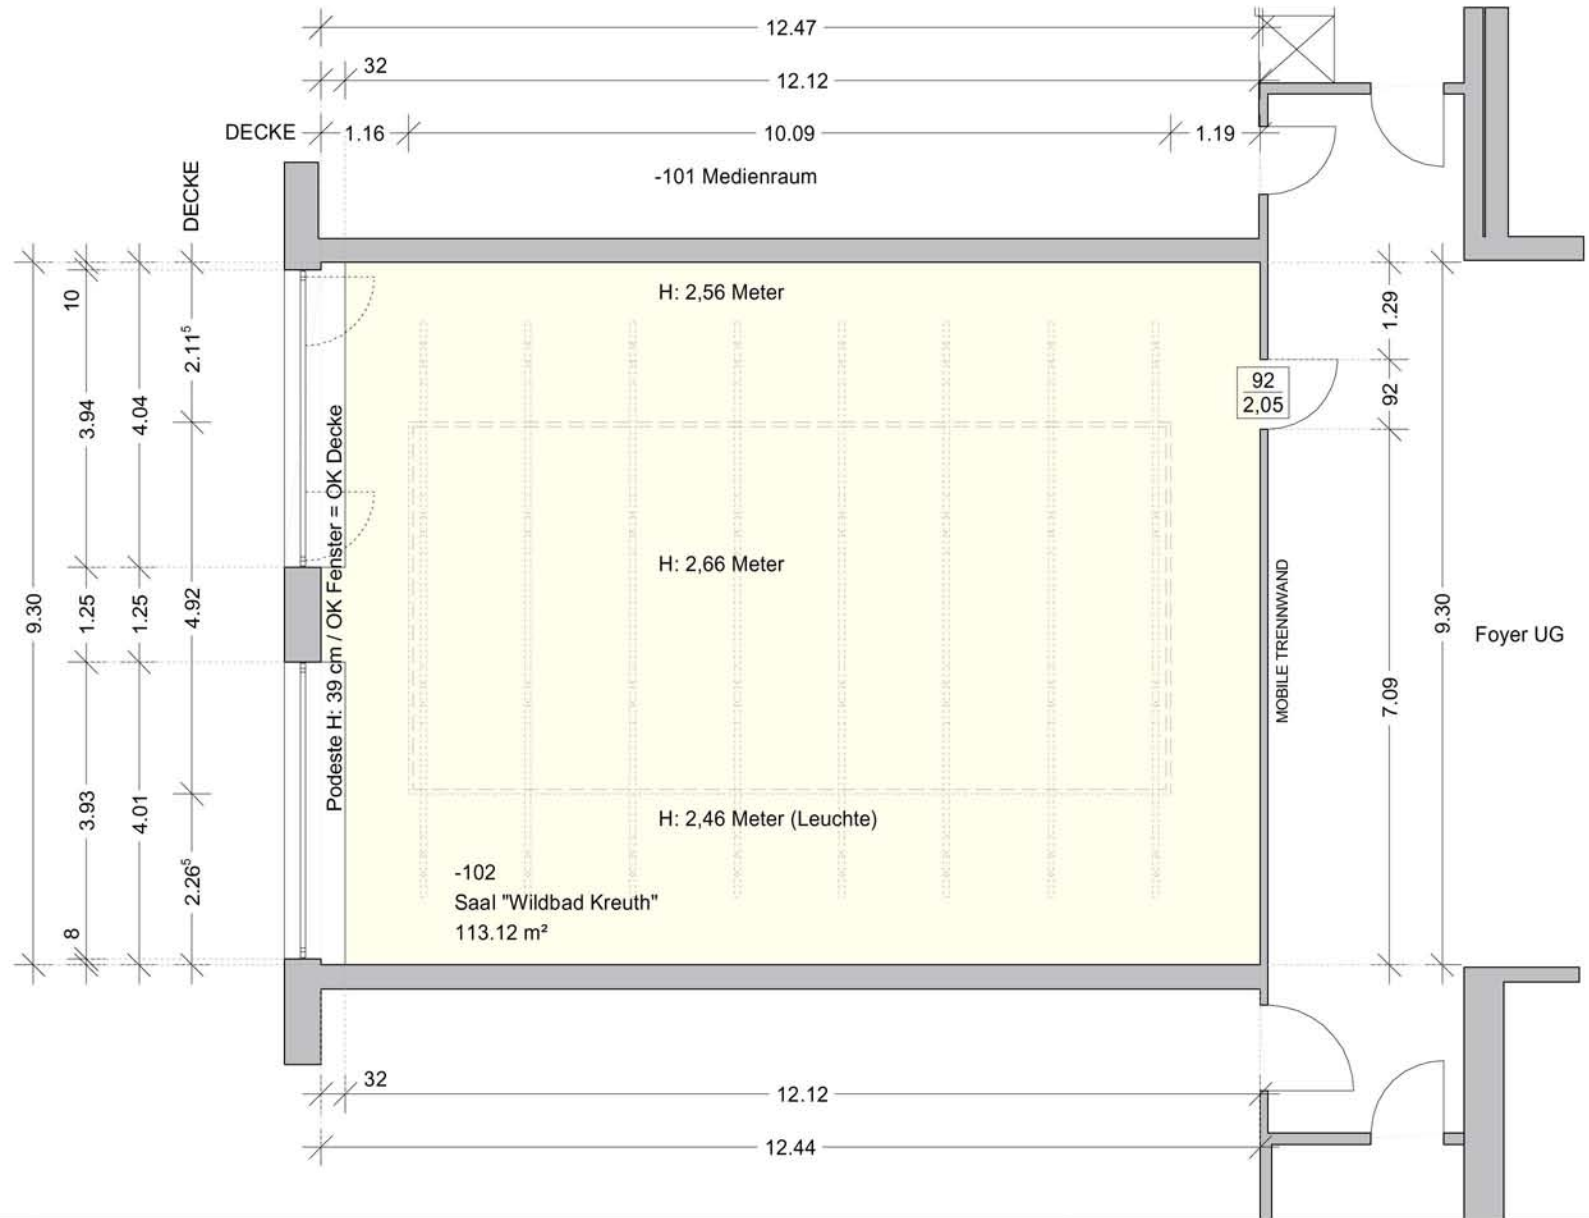 12.47
32
12.12
DECKE
1.16
10.09
1.19
-101 Medienraum
DECKE
H: 2,56 Meter
10
2.11⁵
1.29
3.94
4.04
92
2,05
92
Podeste H: 39 cm / OK Fenster = OK Decke
H: 2,66 Meter
9.30
1.25
1.25
4.92
MOBILE TRENNWAND
9.30
Foyer UG
7.09
3.93
4.01
H: 2,46 Meter (Leuchte)
2.26⁵
-102
Saal "Wildbad Kreuth"
113.12 m²
8
32
12.12
12.44